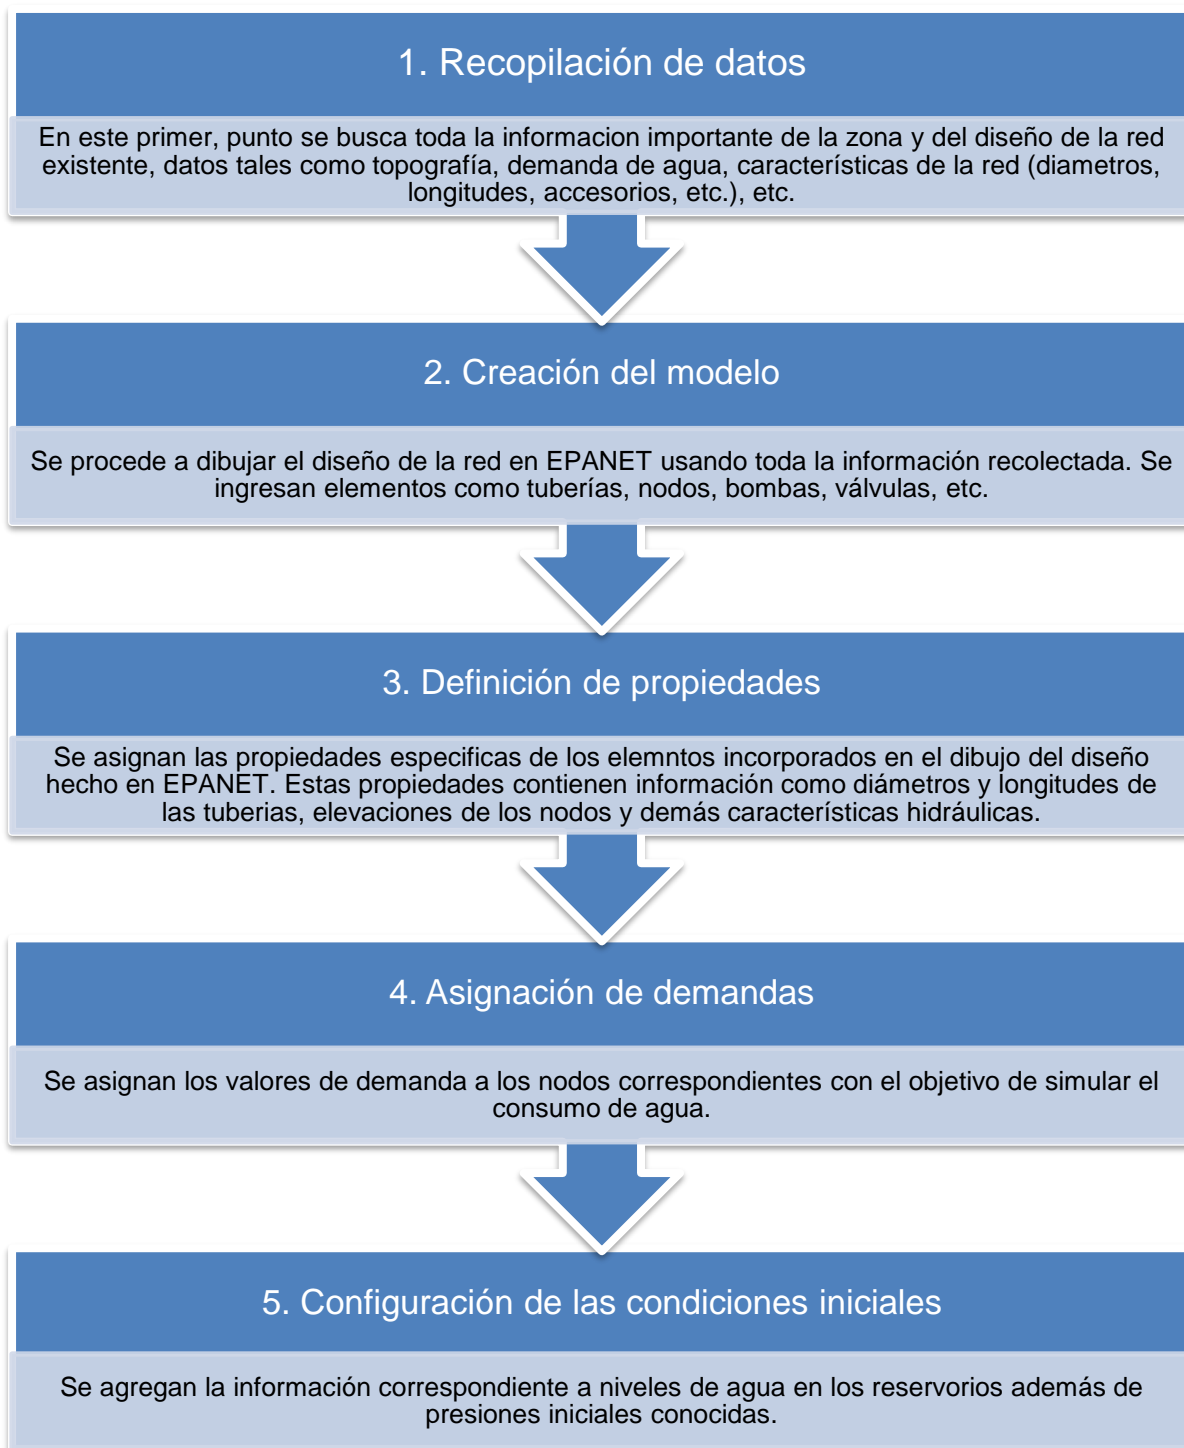 1. Recopilación de datos
En este primer, punto se busca toda la informacion importante de la zona y del diseño de la red
existente, datos tales como topografía, demanda de agua, características de la red (diametros,
longitudes, accesorios, etc.), etc.
2. Creación del modelo
Se procede a dibujar el diseño de la red en EPANET usando toda la información recolectada. Se
ingresan elementos como tuberías, nodos, bombas, válvulas, etc.
3. Definición de propiedades
Se asignan las propiedades especificas de los elemntos incorporados en el dibujo del diseño
hecho en EPANET. Estas propiedades contienen información como diámetros y longitudes de
las tuberias, elevaciones de los nodos y demás características hidráulicas.
4. Asignación de demandas
Se asignan los valores de demanda a los nodos correspondientes con el objetivo de simular el
consumo de agua.
5. Configuración de las condiciones iniciales
Se agregan la información correspondiente a niveles de agua en los reservorios además de
presiones iniciales conocidas.